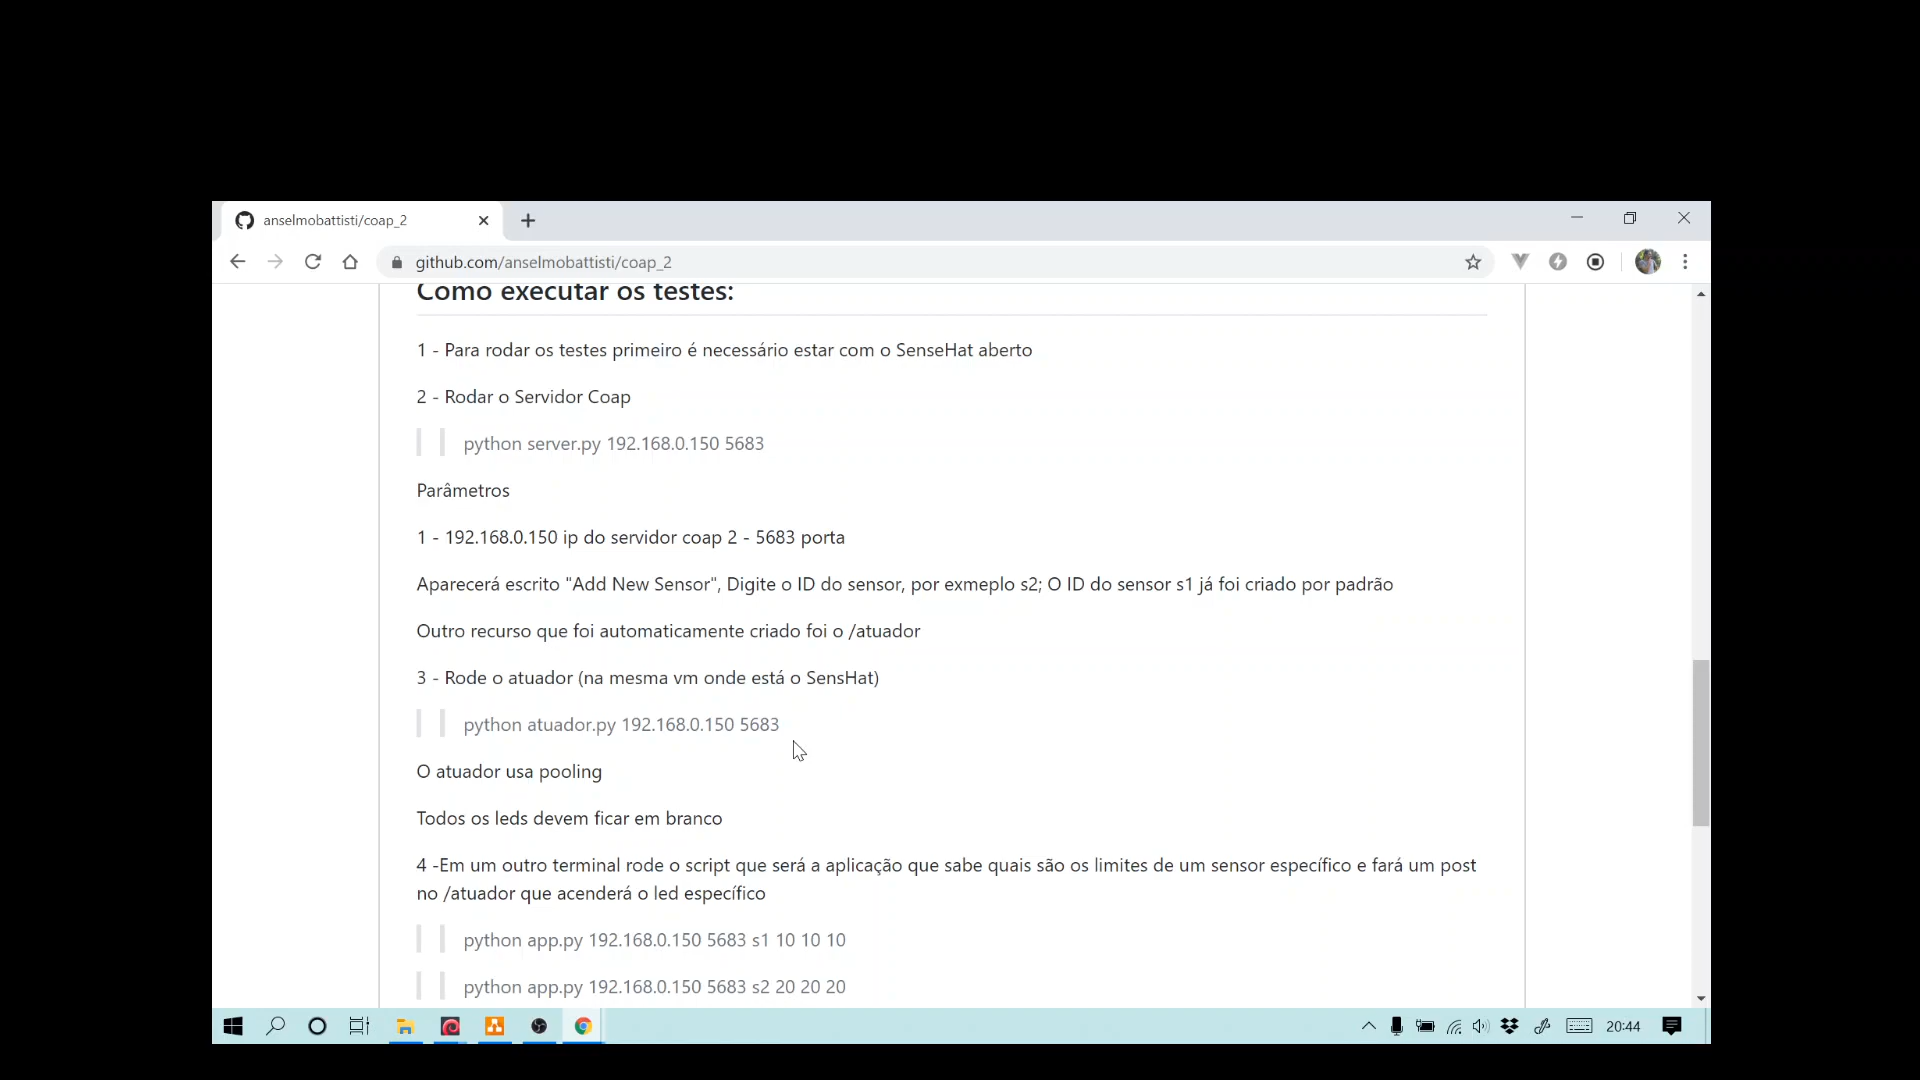 anselmobattisti/coap_2
github.com/anselmobattisti/coap_2
Como executar os testes:
1 - Para rodar os testes primeiro é necessário estar com o SenseHat aberto
2 - Rodar o Servidor Coap
python server.py 192.168.0.150 5683
Parâmetros
1 - 192.168.0.150 ip do servidor coap 2 - 5683 porta
Aparecerá escrito "Add New Sensor", Digite o ID do sensor, por exmeplo s2; O ID do sensor s1 já foi criado por padrão
Outro recurso que foi automaticamente criado foi o /atuador
3 - Rode o atuador (na mesma vm onde está o SensHat)
python atuador.py 192.168.0.150 5683
O atuador usa pooling
Todos os leds devem ficar em branco
4 -Em um outro terminal rode o script que será a aplicação que sabe quais são os limites de um sensor específico e fará um post
no /atuador que acenderá o led específico
python app.py 192.168.0.150 5683 s1 10 10 10
python app.py 192.168.0.150 5683 s2 20 20 20
20:44